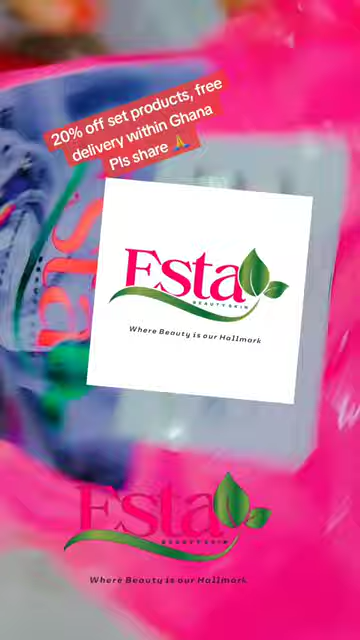 20% off set products, free
delivery within Ghana
Pls share 🙏
Esta
Esta
BEAUTY SKIN
Where Beauty is our Hallmark
Esta
BEAUTY SKIN
Where Beauty is our Hallmark